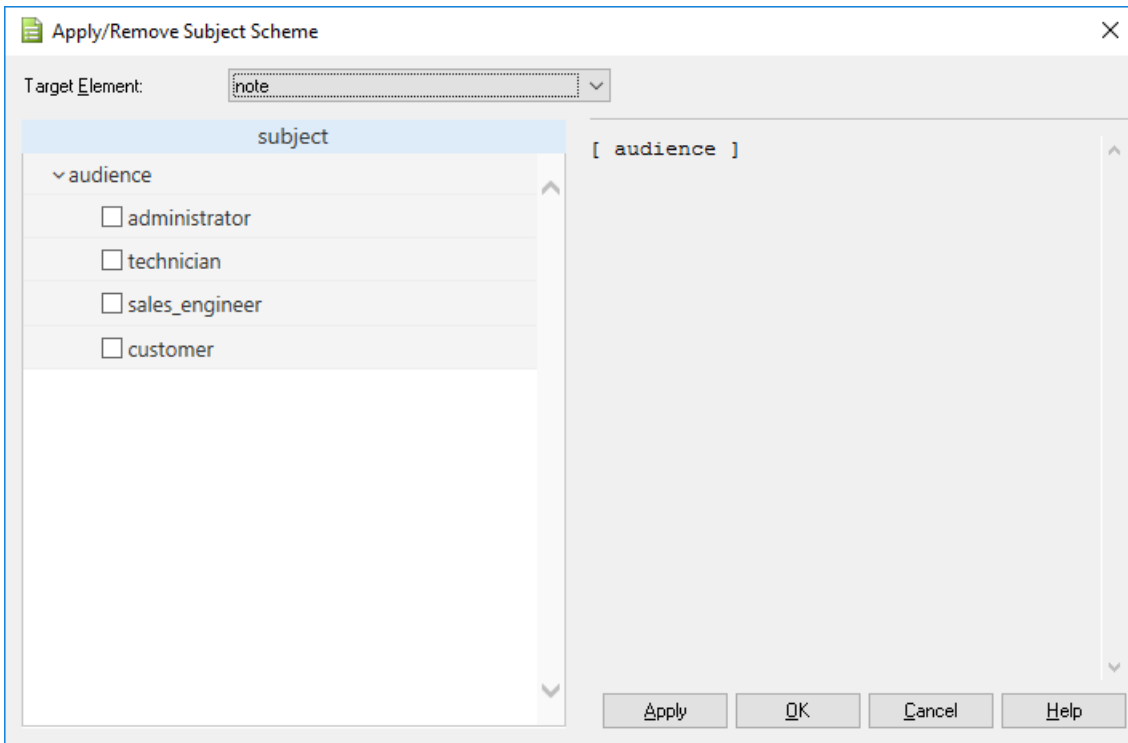 Apply/Remove Subject Scheme
Target Element: note
subject
audience
administrator
technician
sales_engineer
customer
[ audience ]
Apply OK Cancel Help